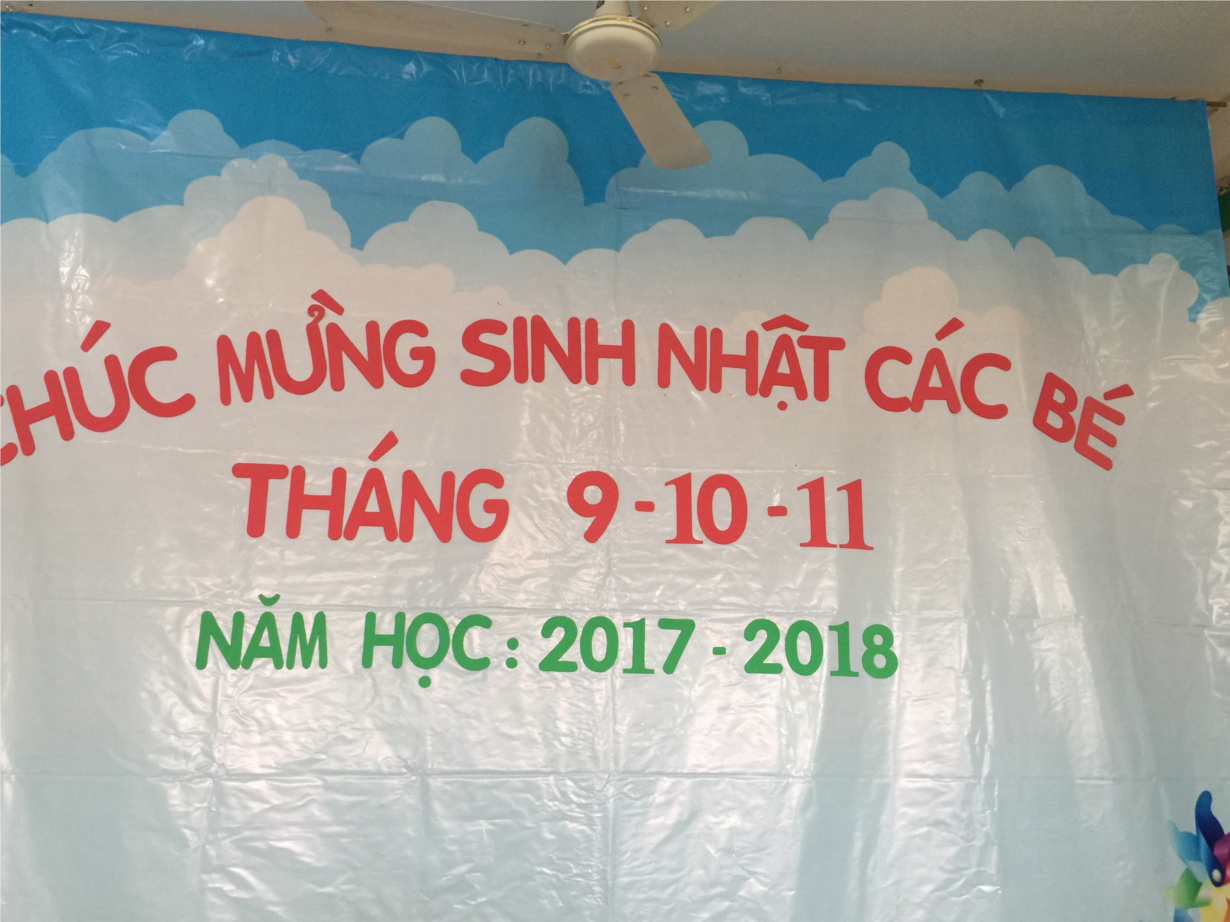 CHÚC MỪNG SINH NHẬT CÁC BÉ
THÁNG 9-10-11
NĂM HỌC: 2017-2018